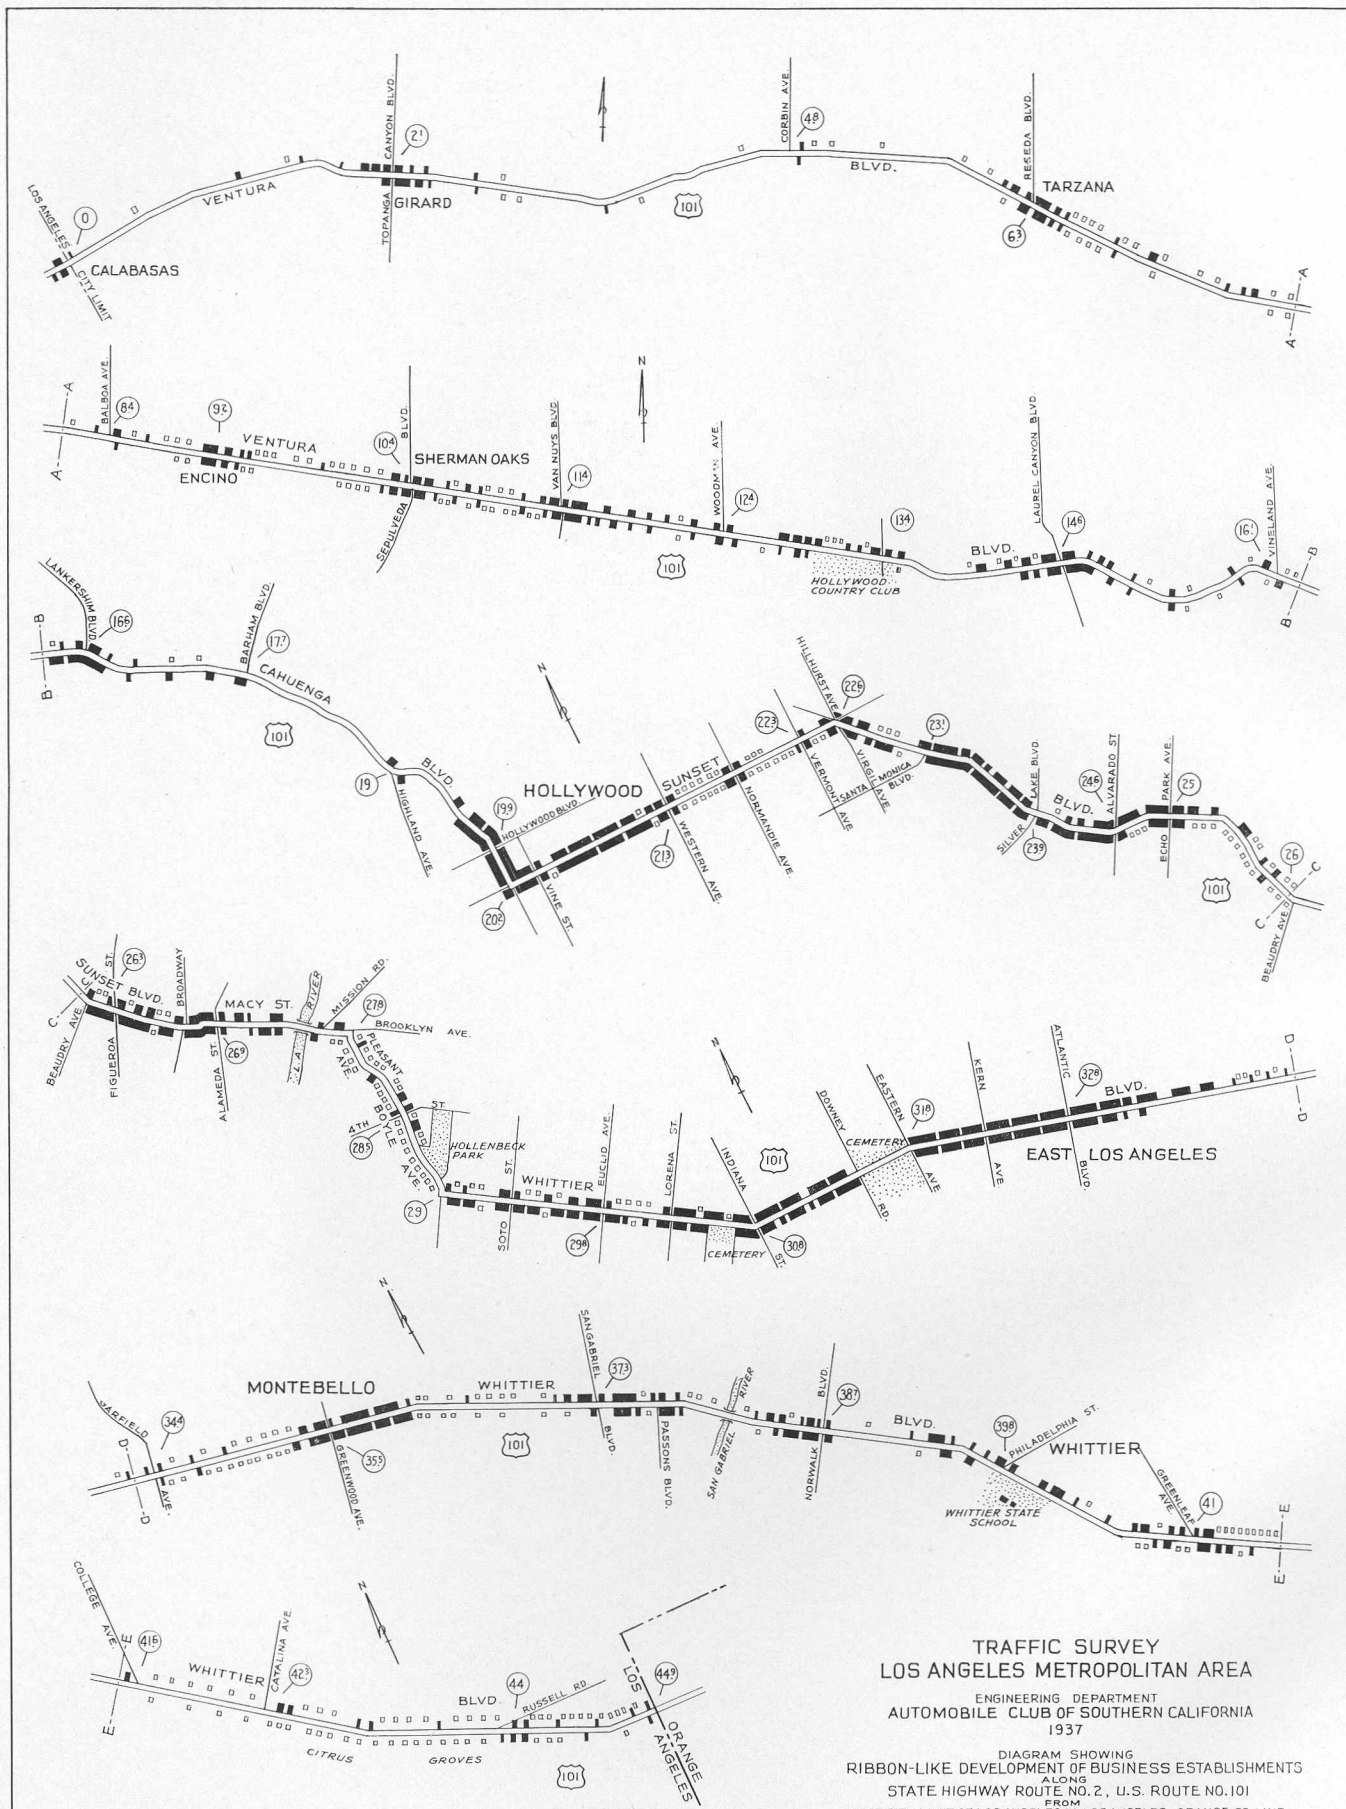 LOS ANGELES
CITY LIMIT
0
CALABASAS
VENTURA
TOPANGA CANYON BLVD.
2.1
GIRARD
101
CORBIN AVE.
4.8
BLVD.
RESEDA BLVD.
TARZANA
6.3
A
A
A
A
BALBOA AVE.
8.4
9.2
VENTURA
ENCINO
10.4
SEPULVEDA BLVD.
SHERMAN OAKS
N
VAN NUYS BLVD
11.4
WOODMAN AVE.
12.4
101
13.4
HOLLYWOOD
COUNTRY CLUB
BLVD.
LAUREL CANYON BLVD.
14.6
16.1
VINELAND AVE.
B
B
B
B
LANKERSHIM BLVD.
16.6
BARHAM BLVD.
17.7
CAHUENGA
BLVD.
101
19
HIGHLAND AVE.
N
HOLLYWOOD
19.9
HOLLYWOOD BLVD.
20.2
VINE ST.
SUNSET
21.3
WESTERN AVE.
NORMANDIE AVE.
22.3
VERMONT AVE
HILLHURST AVE.
22.6
VIRGIL AVE
SANTA MONICA BLVD.
23.1
SILVER LAKE BLVD.
23.9
BLVD.
24.6
ALVARADO ST
ECHO PARK AVE.
25
101
26
C
C
BEAUDRY AVE
C
C
BEAUDRY AVE
SUNSET BLVD.
26.3
FIGUEROA ST.
BROADWAY
MACY ST.
26.9
ALAMEDA ST.
L.A. RIVER
MISSION RD.
27.8
BROOKLYN AVE.
PLEASANT AVE.
BOYLE AVE.
4TH ST.
28.5
HOLLENBECK
PARK
29
SOTO ST.
WHITTIER
29.8
EUCLID AVE.
LORENA ST.
CEMETERY
INDIANA ST.
30.8
101
N
DOWNEY RD.
CEMETERY
EASTERN AVE
31.8
KERN AVE
ATLANTIC BLVD.
32.8
BLVD.
EAST LOS ANGELES
D
D
N
GARFIELD AVE.
D
D
34.4
MONTEBELLO
GREENWOOD AVE.
35.5
WHITTIER
101
SAN GABRIEL BLVD.
37.3
PASSONS BLVD.
SAN GABRIEL RIVER
NORWALK BLVD.
38.7
BLVD.
39.8
PHILADELPHIA ST.
WHITTIER
WHITTIER STATE
SCHOOL
GREENLEAF AVE.
41
E
E
COLLEGE AVE.
E
E
41.6
WHITTIER
CATALINA AVE.
42.3
N
CITRUS GROVES
BLVD.
44
RUSSELL RD.
101
LOS ANGELES
ORANGE
44.9
TRAFFIC SURVEY
LOS ANGELES METROPOLITAN AREA
ENGINEERING DEPARTMENT
AUTOMOBILE CLUB OF SOUTHERN CALIFORNIA
1937
DIAGRAM SHOWING
RIBBON-LIKE DEVELOPMENT OF BUSINESS ESTABLISHMENTS
ALONG
STATE HIGHWAY ROUTE NO. 2, U.S. ROUTE NO. 101
FROM